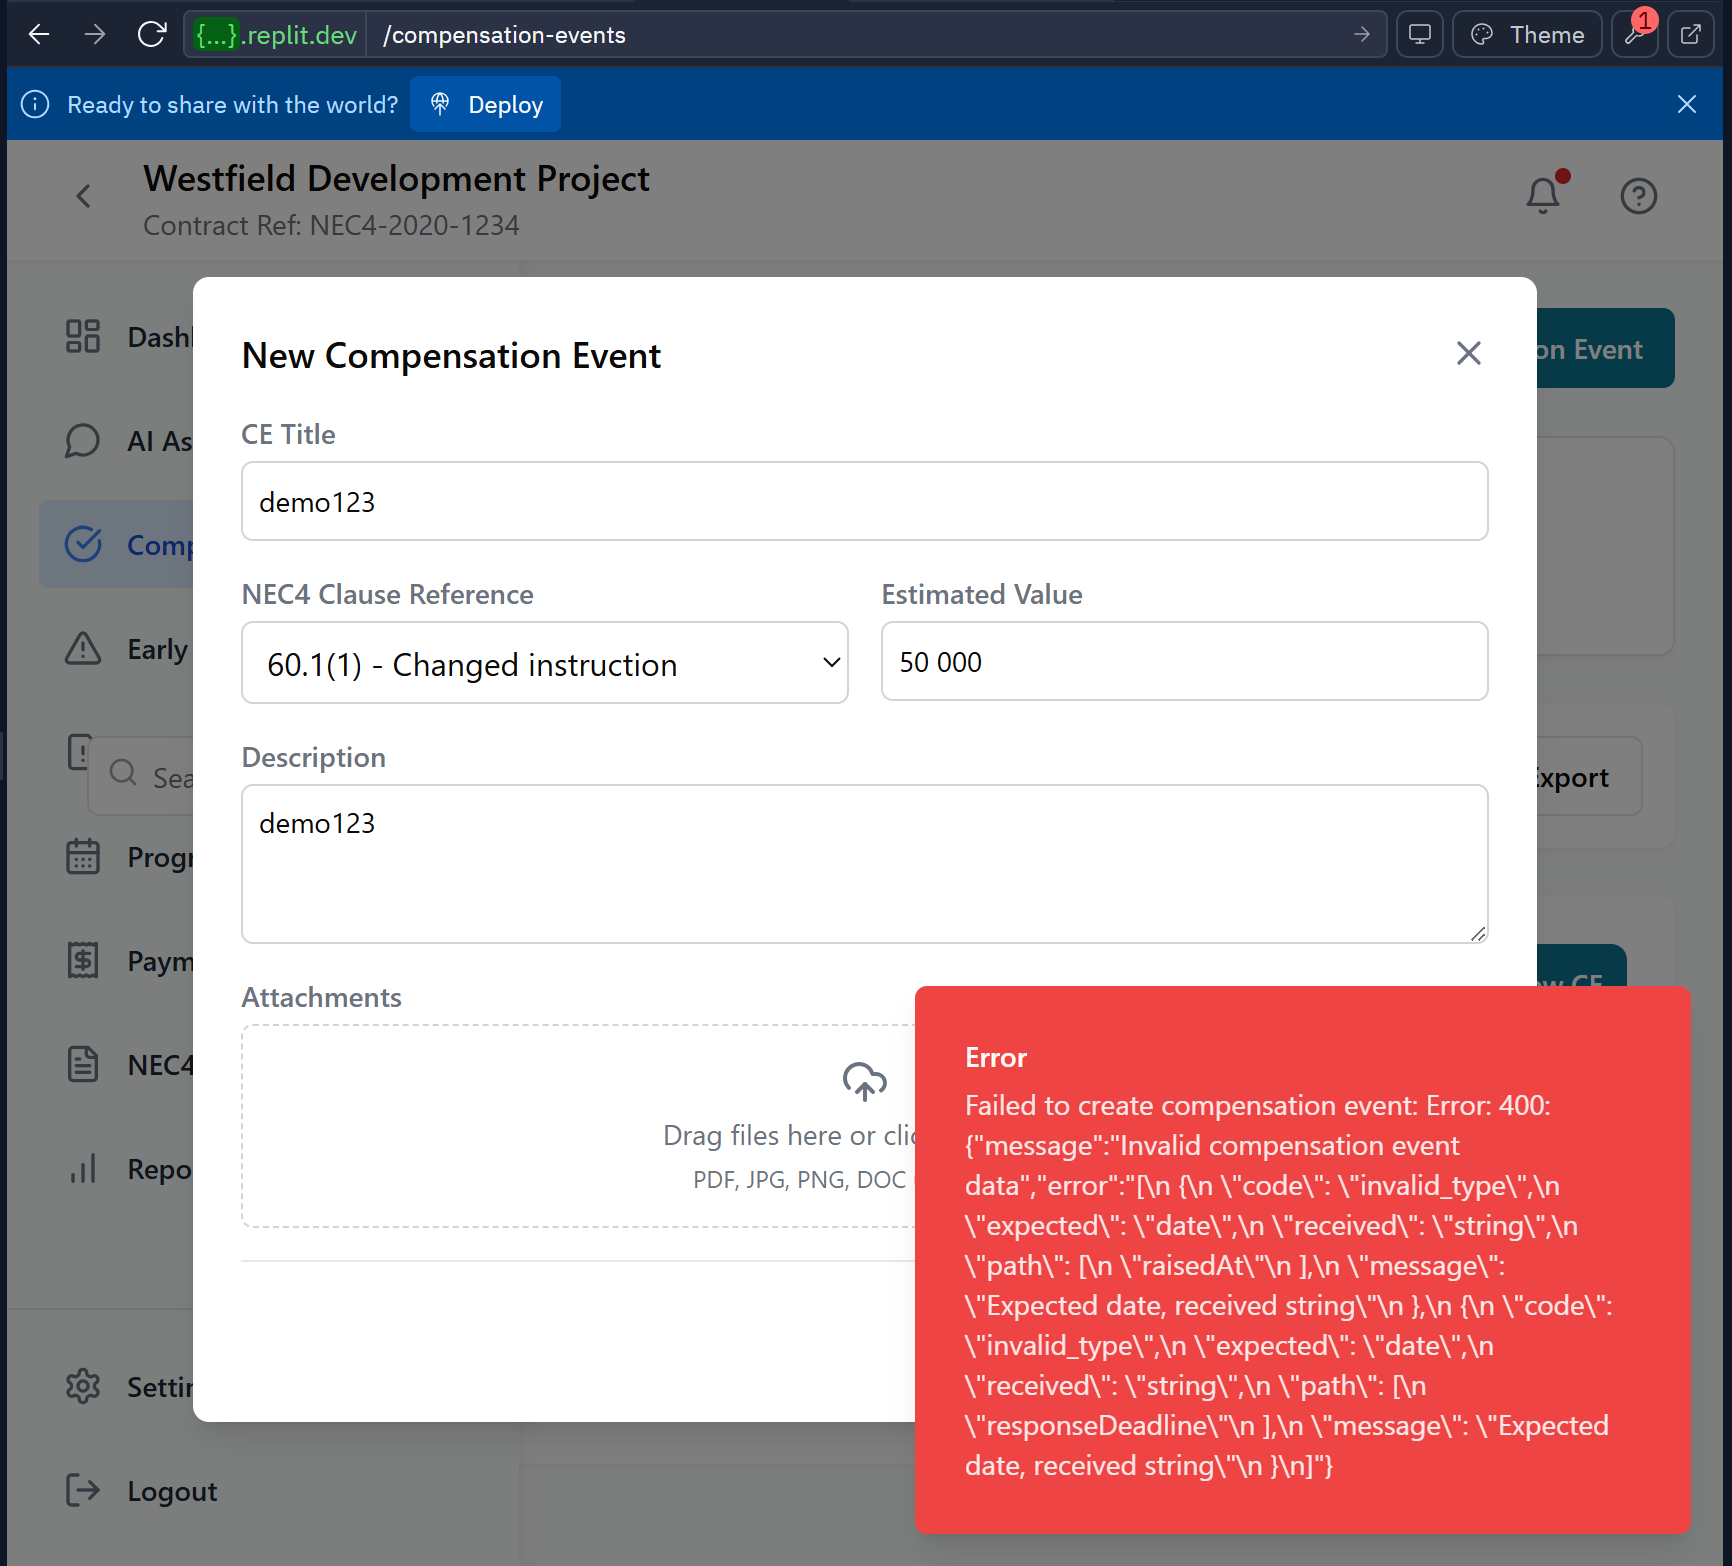 {...}.replit.dev /compensation-events Theme 1
Ready to share with the world? Deploy
Westfield Development Project
Contract Ref: NEC4-2020-1234
New Compensation Event
on Event
CE Title
demo123
NEC4 Clause Reference
Estimated Value
60.1(1) - Changed instruction
50 000
Description
demo123
Attachments
Drag files here or clic
PDF, JPG, PNG, DOC
Dash
AI As
Comp
Early
Sea
Export
Progr
Paym
NEC4
Repo
Settin
Logout
ew CE
Error
Failed to create compensation event: Error: 400:
{"message":"Invalid compensation event
data","error":"[\n {\n \"code\": \"invalid_type\",\n
\"expected\": \"date\",\n \"received\": \"string\",\n
\"path\": [\n \"raisedAt\"\n ],\n \"message\":
\"Expected date, received string\"\n },\n {\n \"code\":
\"invalid_type\",\n \"expected\": \"date\",\n
\"received\": \"string\",\n \"path\": [\n
\"responseDeadline\"\n ],\n \"message\": \"Expected
date, received string\"\n }\n]"}